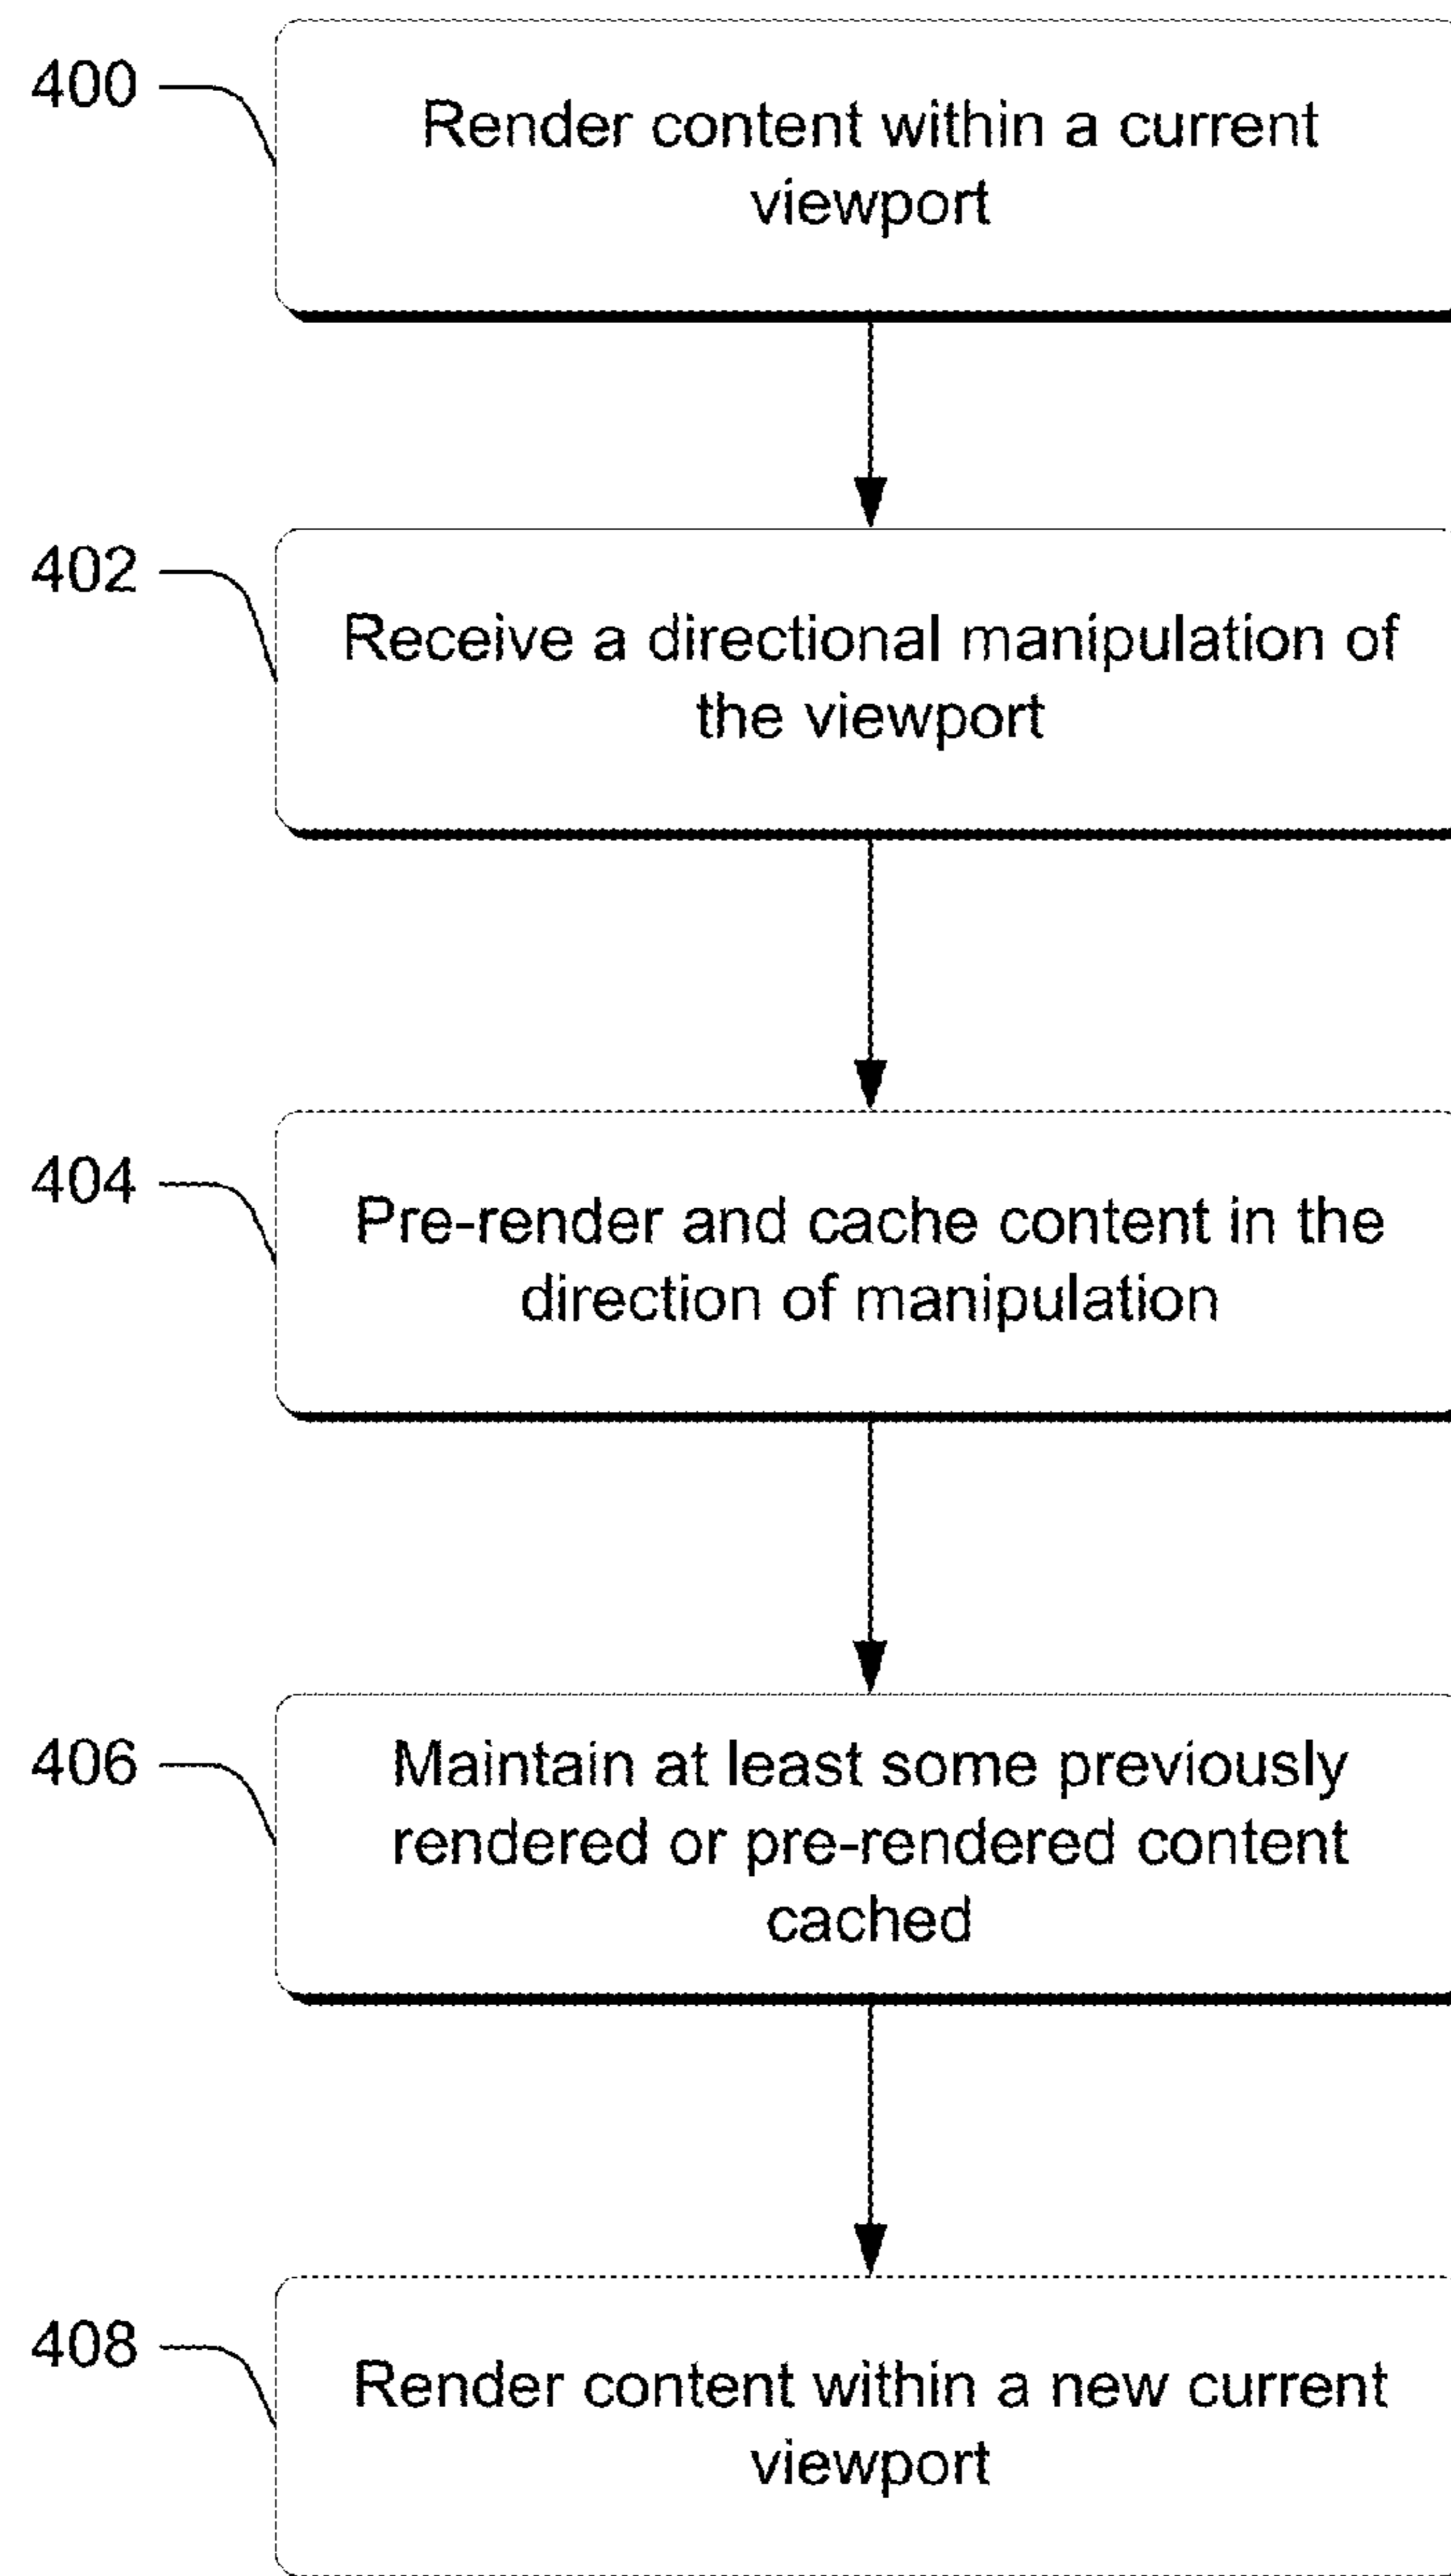 400
Render content within a current
viewport
402
Receive a directional manipulation of
the viewport
404
Pre-render and cache content in the
direction of manipulation
406
Maintain at least some previously
rendered or pre-rendered content
cached
408
Render content within a new current
viewport